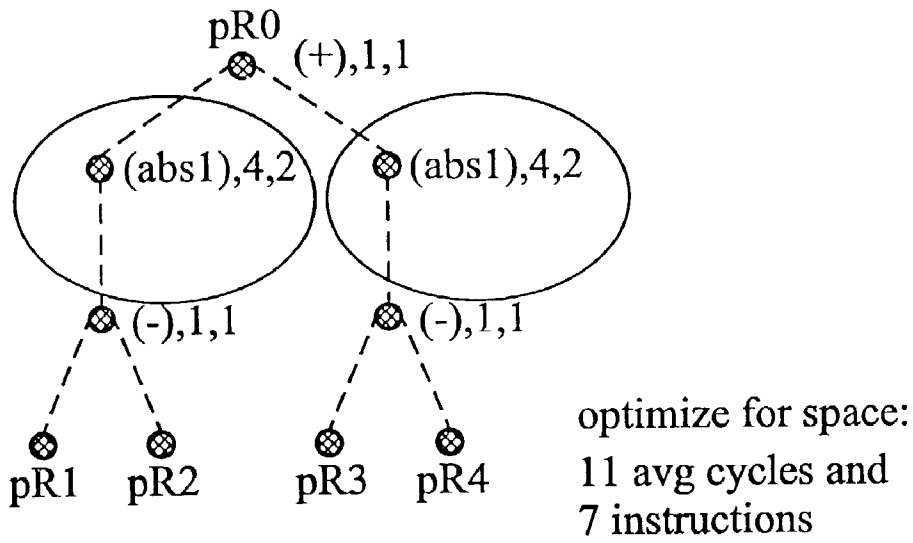 pR0
(+),1,1
(abs1),4,2
(abs1),4,2
(-),1,1
(-),1,1
pR1
pR2
pR3
pR4
optimize for space:
11 avg cycles and
7 instructions